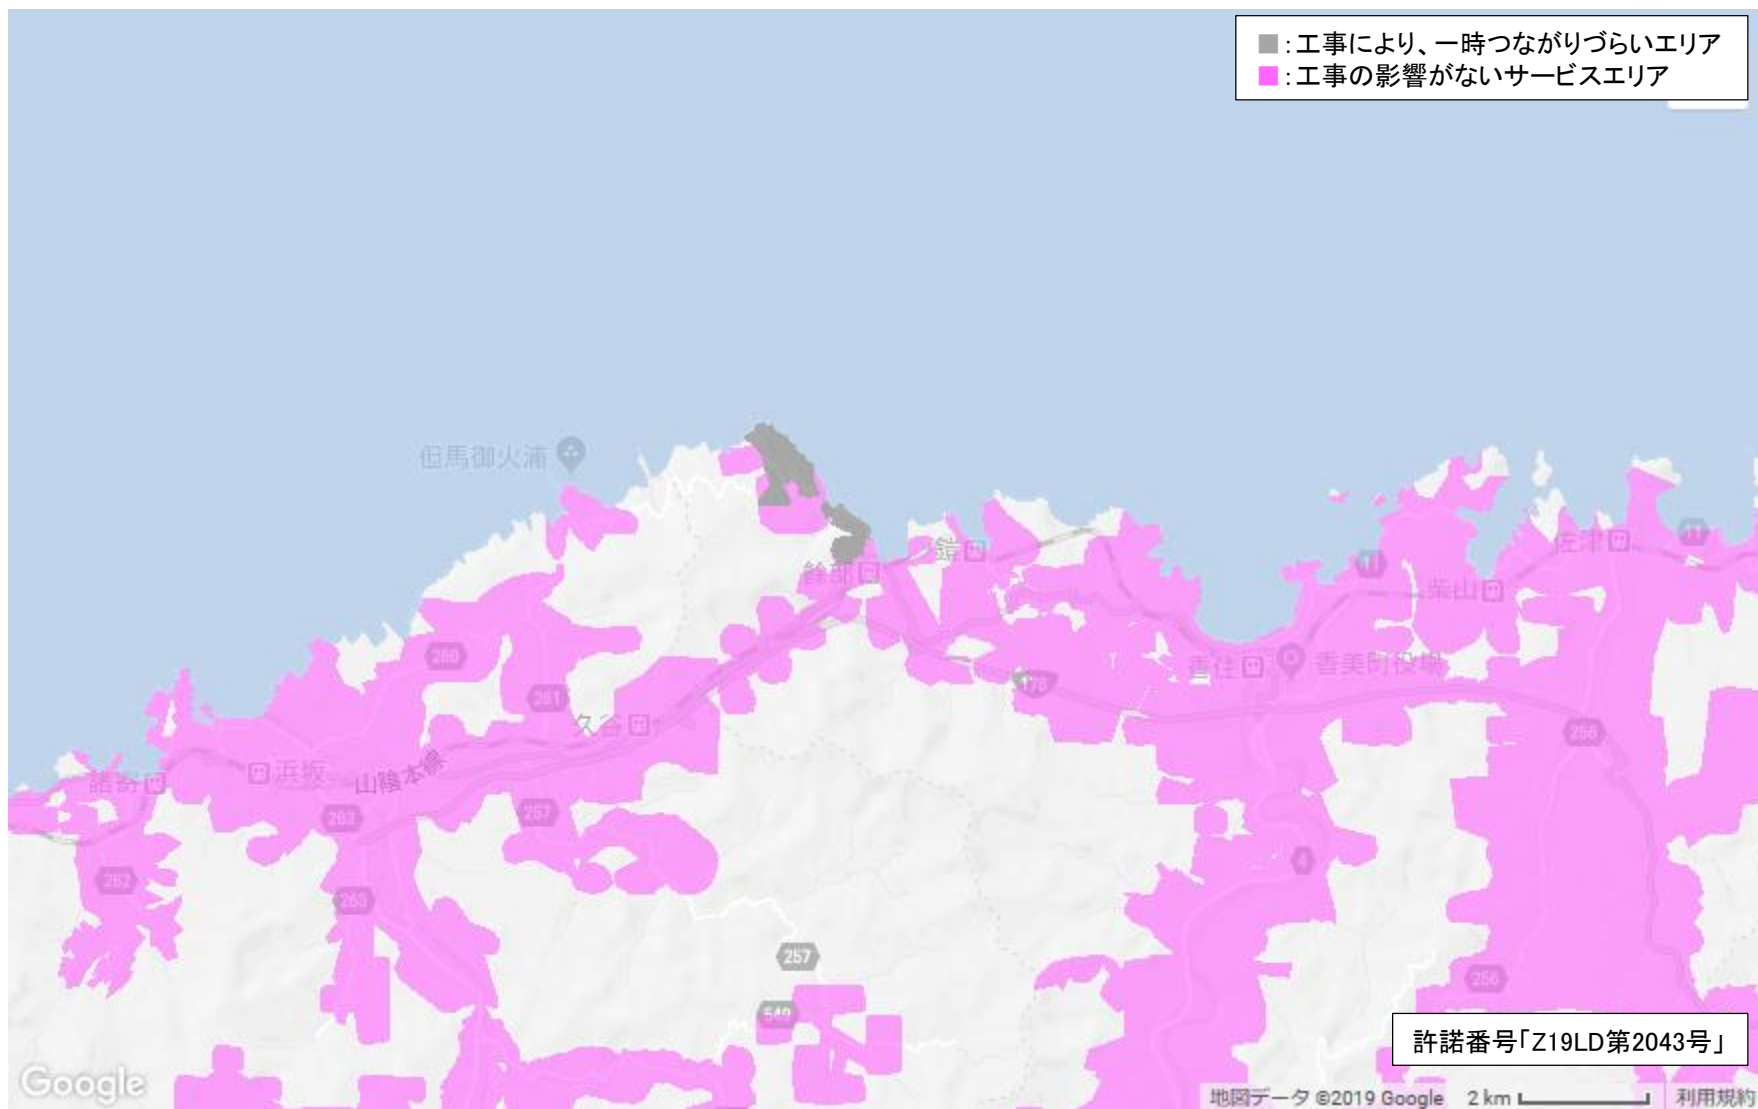 ■:工事により、一時つながりづらいエリア
■:工事の影響がないサービスエリア
但馬御火浦
鎧
佐津
11
11
餘部
柴山
260
香住
香美町役場
178
261
久谷
266
諸寄
浜坂
山陰本線
263
267
4
262
263
257
256
549
許諾番号「Z19LD第2043号」
Google
地図データ ©2019 Google 2 km 利用規約